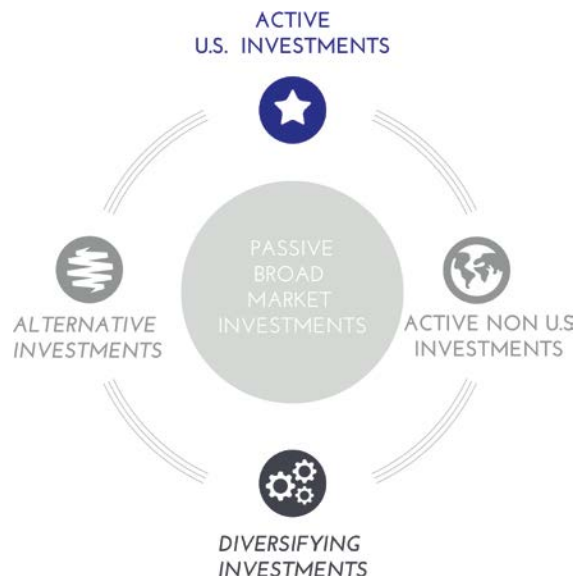 ACTIVE
U.S. INVESTMENTS
PASSIVE
BROAD
MARKET
INVESTMENTS
ALTERNATIVE
INVESTMENTS
ACTIVE NON U.S
INVESTMENTS
DIVERSIFYING
INVESTMENTS